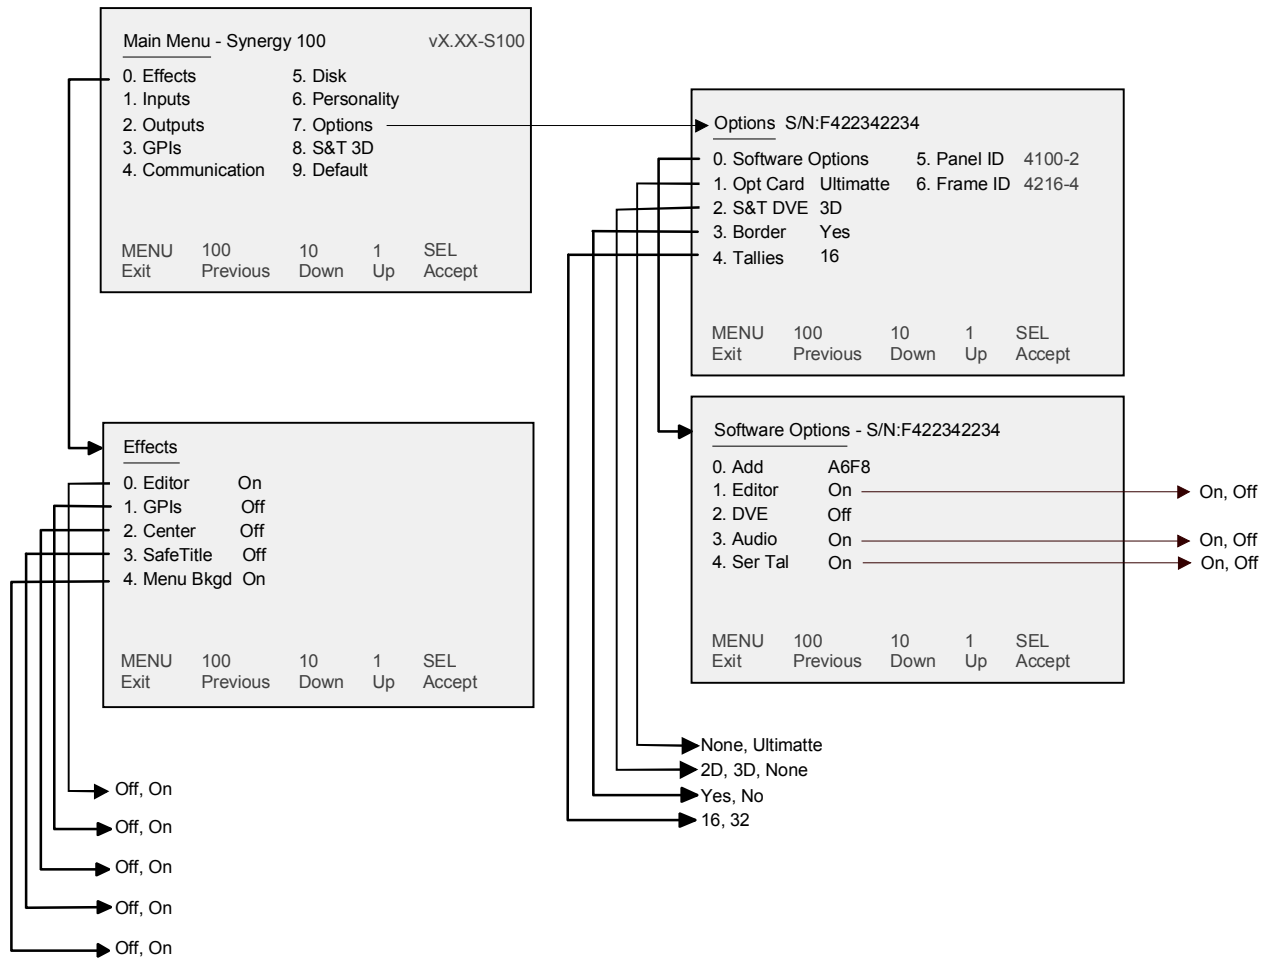 Main Menu - Synergy 100 vX.XX-S100
0. Effects 5. Disk
1. Inputs 6. Personality
2. Outputs 7. Options
3. GPIs 8. S&T 3D
4. Communication 9. Default
MENU 100 10 1 SEL
Exit Previous Down Up Accept
Options S/N:F422342234
0. Software Options 5. Panel ID 4100-2
1. Opt Card Ultimatte 6. Frame ID 4216-4
2. S&T DVE 3D
3. Border Yes
4. Tallies 16
MENU 100 10 1 SEL
Exit Previous Down Up Accept
Effects
0. Editor On
1. GPIs Off
2. Center Off
3. SafeTitle Off
4. Menu Bkgd On
MENU 100 10 1 SEL
Exit Previous Down Up Accept
Software Options - S/N:F422342234
0. Add A6F8
1. Editor On On, Off
2. DVE Off
3. Audio On On, Off
4. Ser Tal On On, Off
MENU 100 10 1 SEL
Exit Previous Down Up Accept
None, Ultimatte
2D, 3D, None
Yes, No
16, 32
Off, On
Off, On
Off, On
Off, On
Off, On